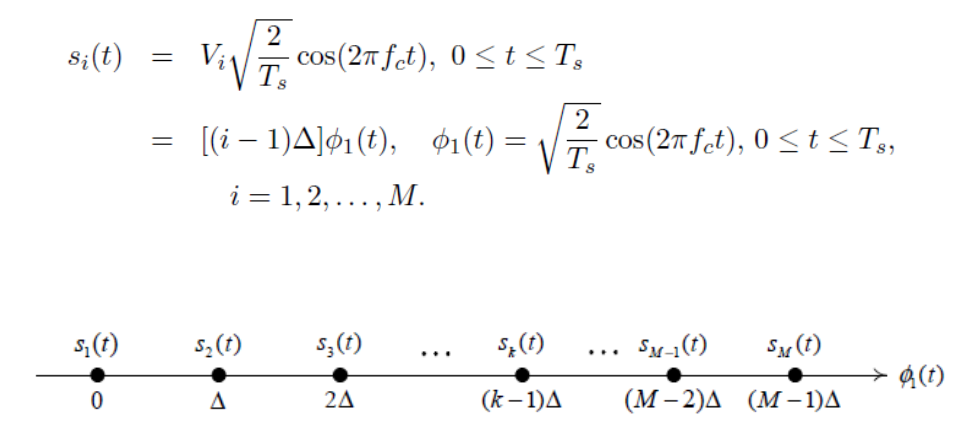 s_i(t) = V_i √(2/T_s) cos(2πf_c t), 0 ≤ t ≤ T_s
= [(i − 1)Δ]ϕ_1(t), ϕ_1(t) = √(2/T_s) cos(2πf_c t), 0 ≤ t ≤ T_s,
i = 1, 2, . . . , M.
s_1(t) s_2(t) s_3(t) ... s_k(t) ... s_{M−1}(t) s_M(t)
ϕ_1(t)
0 Δ 2Δ (k−1)Δ (M−2)Δ (M−1)Δ